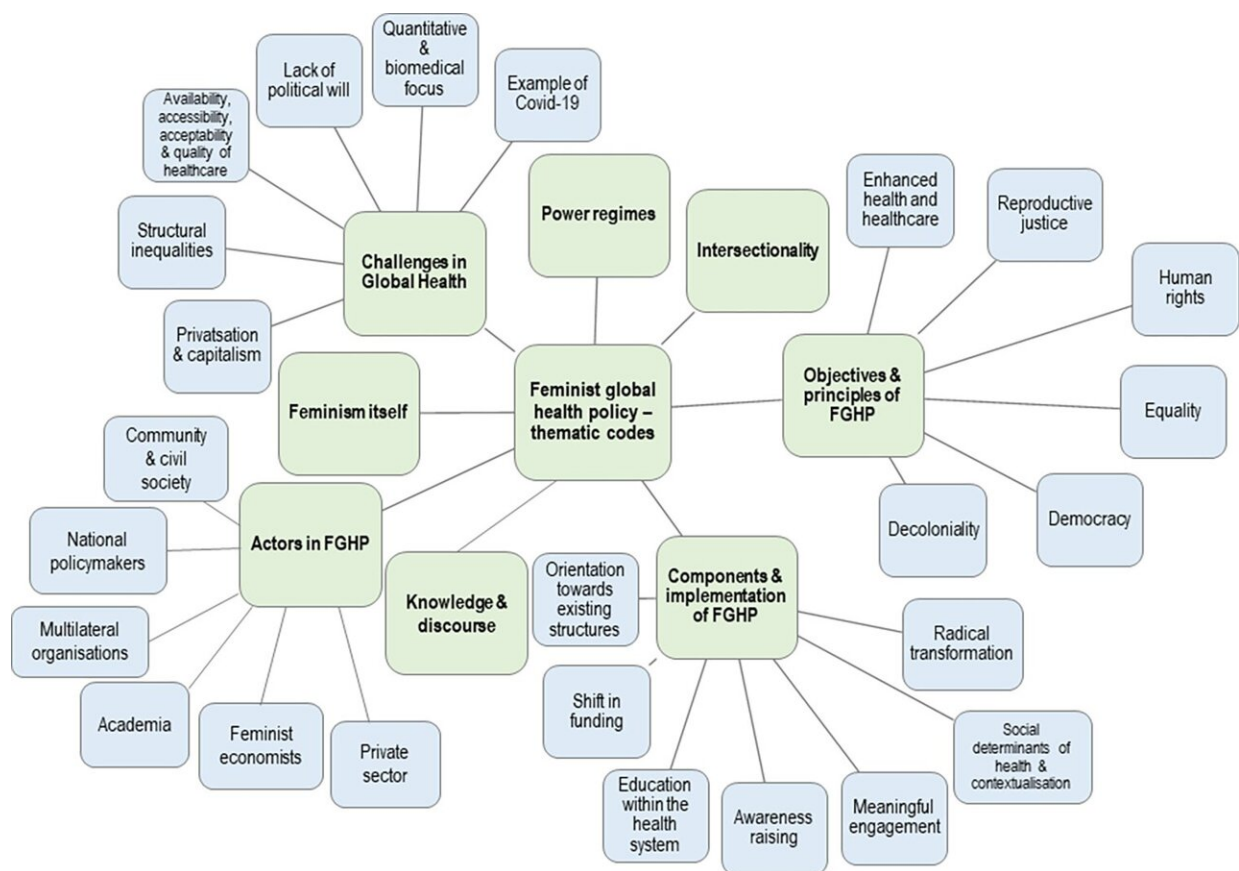 Quantitative
&
biomedical
focus
Lack of
political will
Example of
Covid-19
Availability,
accessibility,
acceptability
& quality of
healthcare
Structural
inequalities
Privatsation
& capitalism
Challenges in
Global Health
Power regimes
Intersectionality
Enhanced
health and
healthcare
Reproductive
justice
Human
rights
Equality
Democracy
Decoloniality
Objectives &
principles of
FGHP
Feminism itself
Feminist global
health policy –
thematic codes
Community
& civil
society
National
policymakers
Multilateral
organisations
Academia
Feminist
economists
Private
sector
Actors in FGHP
Knowledge &
discourse
Orientation
towards
existing
structures
Components &
implementation
of FGHP
Shift in
funding
Education
within the
health
system
Awareness
raising
Meaningful
engagement
Social
determinants of
health &
contextualisation
Radical
transformation